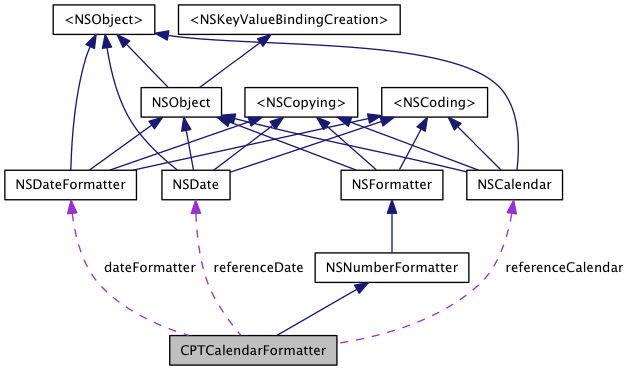 <NSObject>
<NSKeyValueBindingCreation>
NSObject
<NSCopying>
<NSCoding>
NSDateFormatter
NSDate
NSFormatter
NSCalendar
dateFormatter
referenceDate
NSNumberFormatter
referenceCalendar
CPTCalendarFormatter